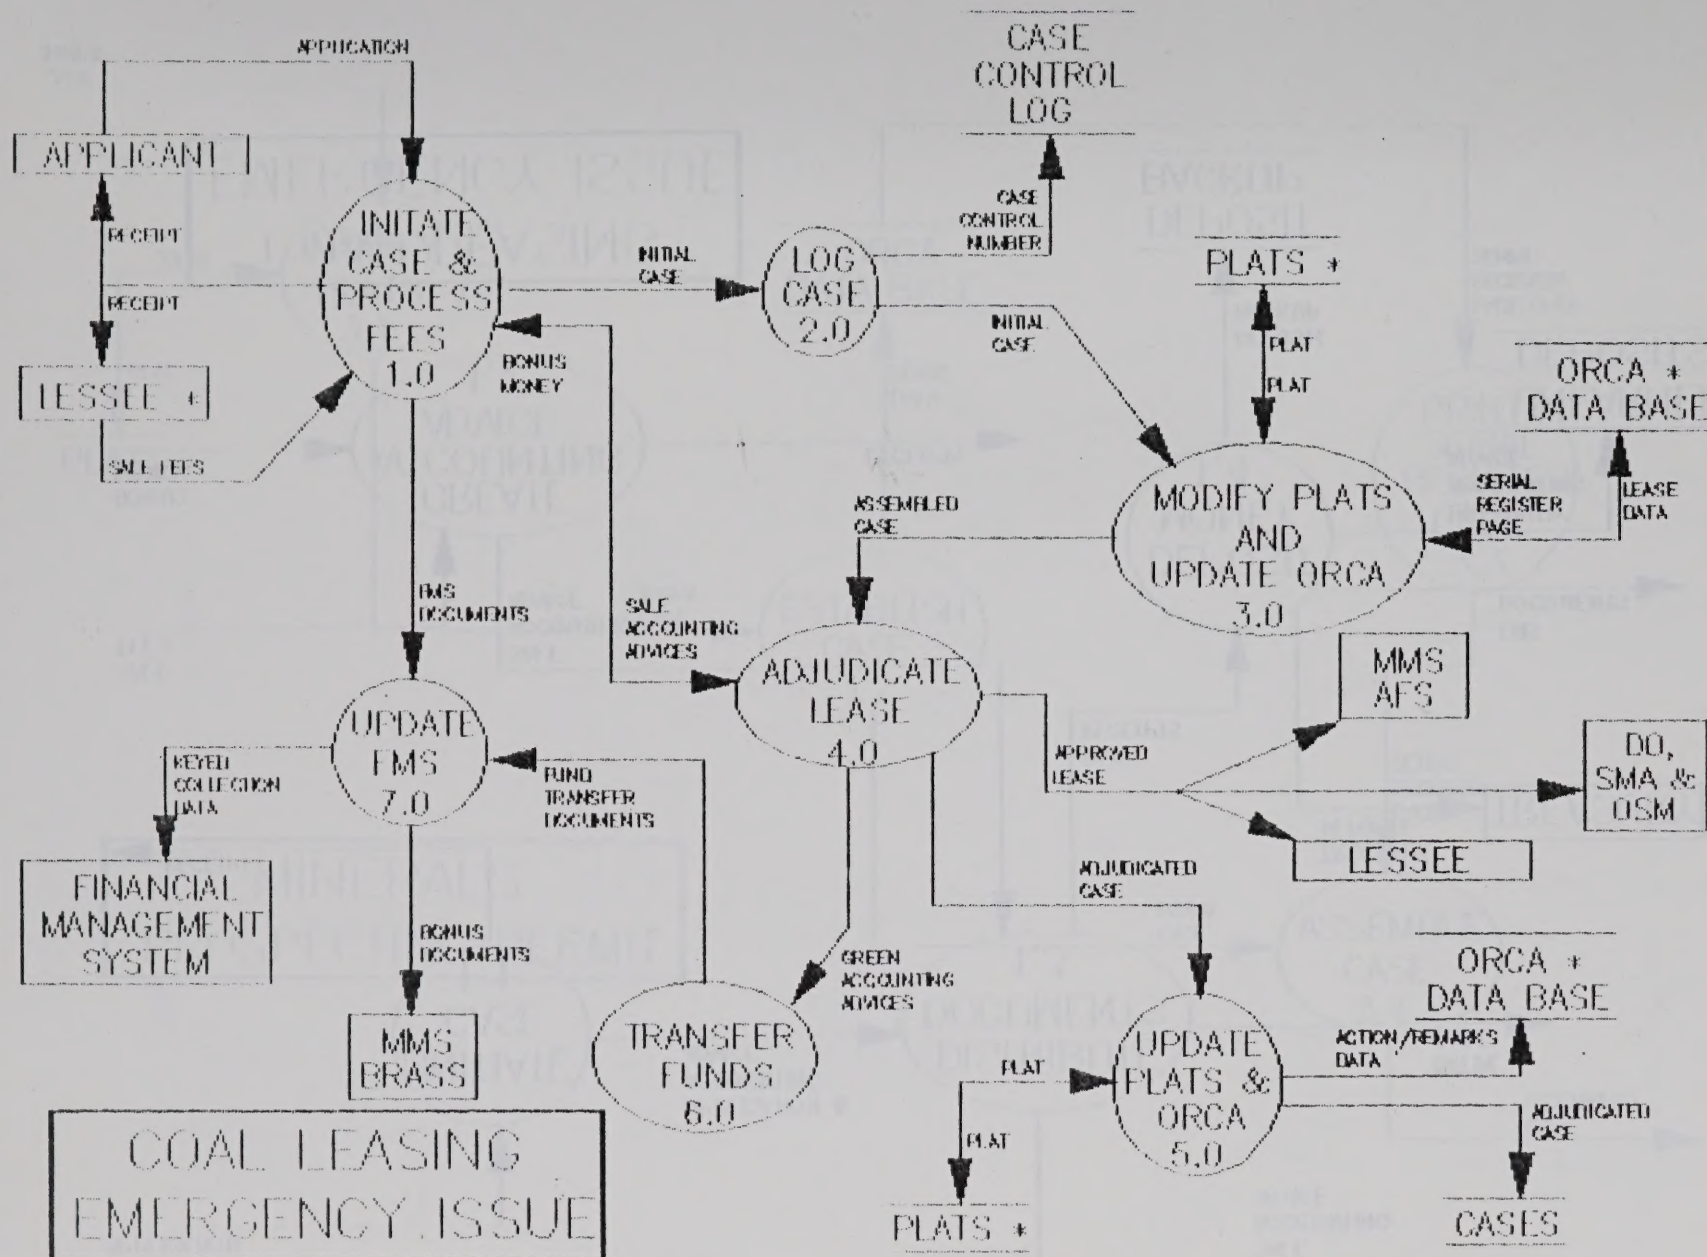 APPLICATION
APPLICANT
RECEIPT
RECEIPT
LESSEE *
SALE FEES
INITATE
CASE &
PROCESS
FEES
1.0
INITIAL
CASE
LOG
CASE
2.0
CASE
CONTROL
NUMBER
CASE
CONTROL
LOG
INITIAL
CASE
PLATS *
PLAT
PLAT
ORCA *
DATA BASE
SERIAL
REGISTER
PAGE
LEASE
DATA
MODIFY PLATS
AND
UPDATE ORCA
3.0
ASSEMBLED
CASE
BONUS
MONEY
SALE
ACCOUNTING
ADVICES
FMS
DOCUMENTS
ADJUDICATE
LEASE
4.0
APPROVED
LEASE
MMS
AFS
DO,
SMA &
OSM
LESSEE
UPDATE
FMS
7.0
KEYED
COLLECTION
DATA
FUND
TRANSFER
DOCUMENTS
FINANCIAL
MANAGEMENT
SYSTEM
BONUS
DOCUMENTS
MMS
BRASS
GREEN
ACCOUNTING
ADVICES
TRANSFER
FUNDS
6.0
ADJUDICATED
CASE
UPDATE
PLATS &
ORCA
5.0
PLAT
PLAT
PLATS *
ACTION/REMARKS
DATA
ORCA *
DATA BASE
ADJUDICATED
CASE
CASES
COAL LEASING
EMERGENCY ISSUE